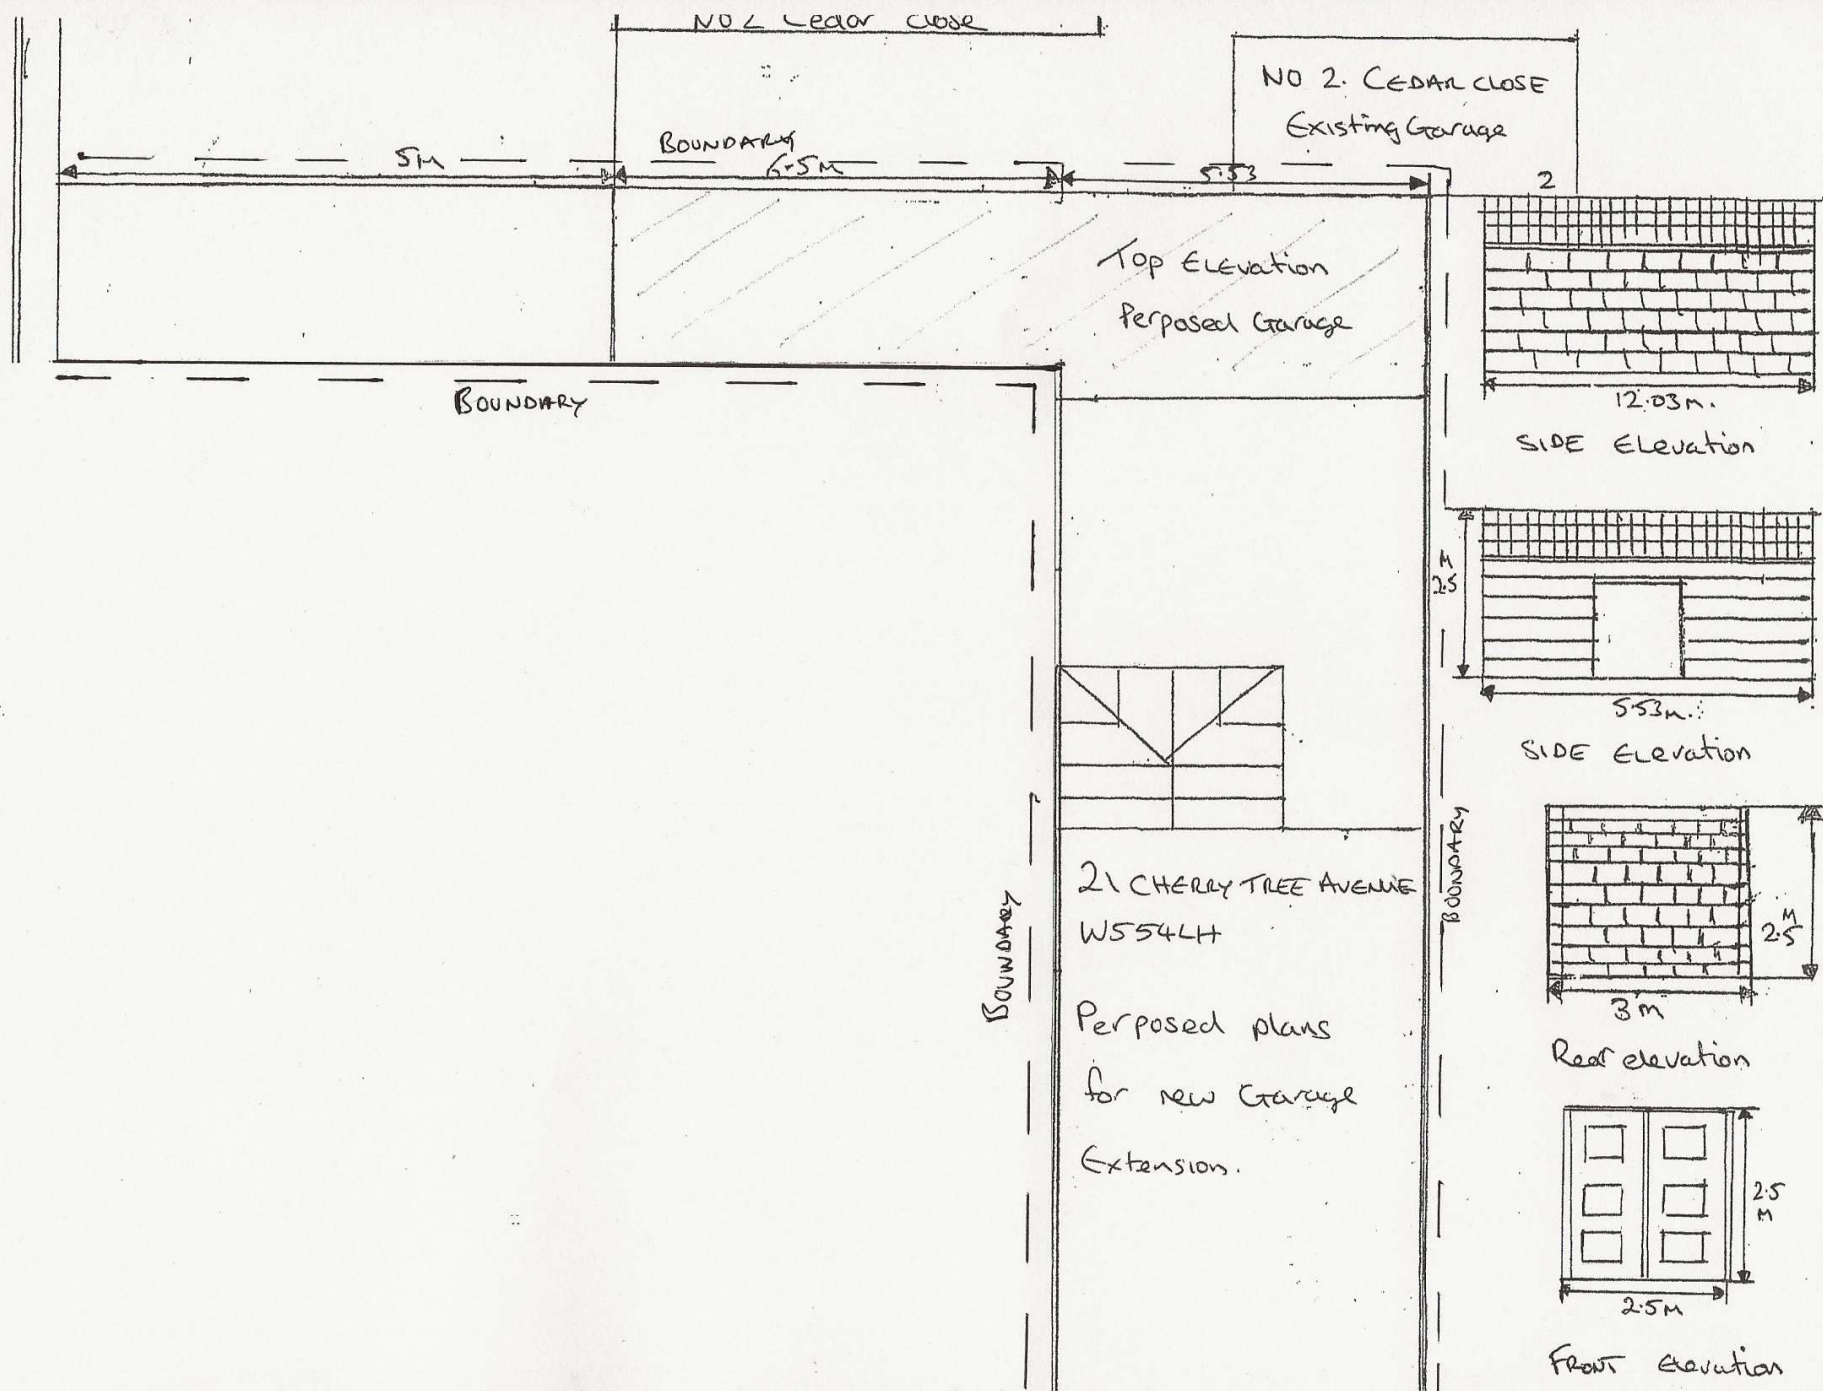 NO 2 Cedar Close
NO 2. CEDAR CLOSE
Existing Garage
BOUNDARY
5M
6.5M
5.53
2
Top Elevation
Perposed Garage
BOUNDARY
12.03m.
SIDE Elevation
M
2.5
5.53m.
SIDE Elevation
BOUNDARY
BOUNDARY
21 CHERRY TREE AVENUE
WS54LH
Perposed plans
for new Garage
Extension.
M
2.5
3m
Rear elevation
2.5
M
2.5M
FRONT Elevation